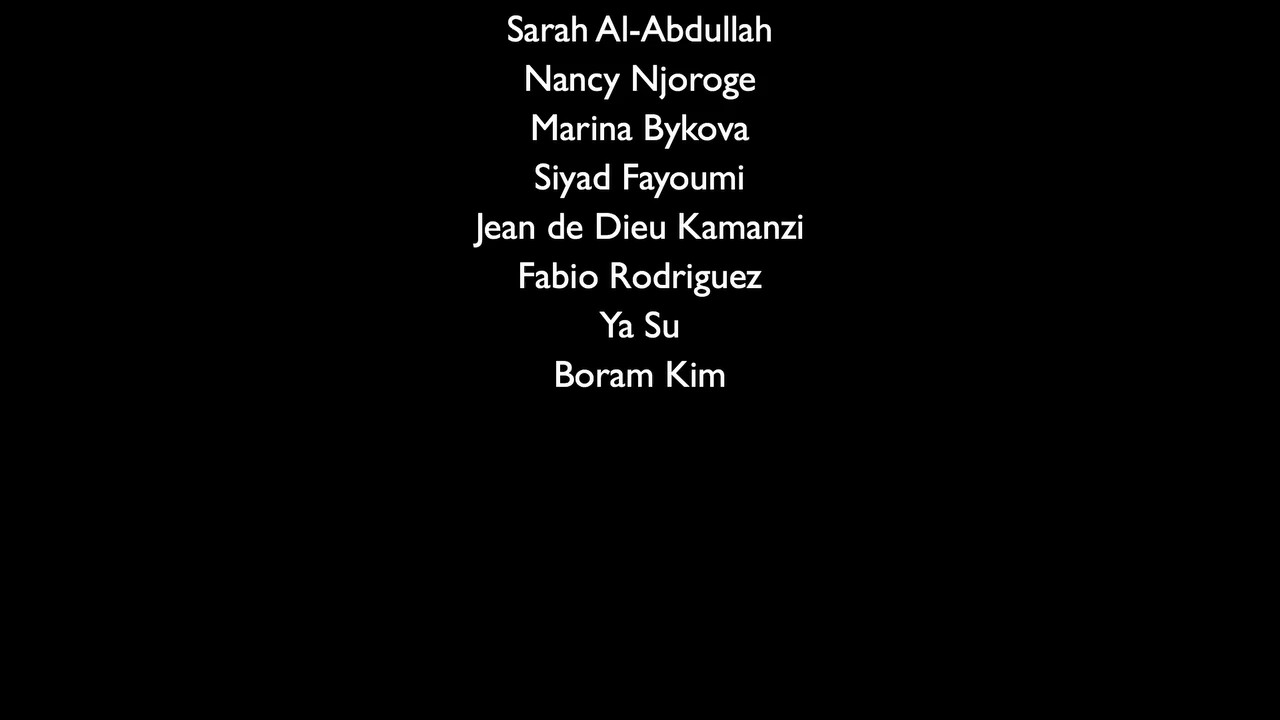 Sarah Al-Abdullah
Nancy Njoroge
Marina Bykova
Siyad Fayoumi
Jean de Dieu Kamanzi
Fabio Rodriguez
Ya Su
Boram Kim